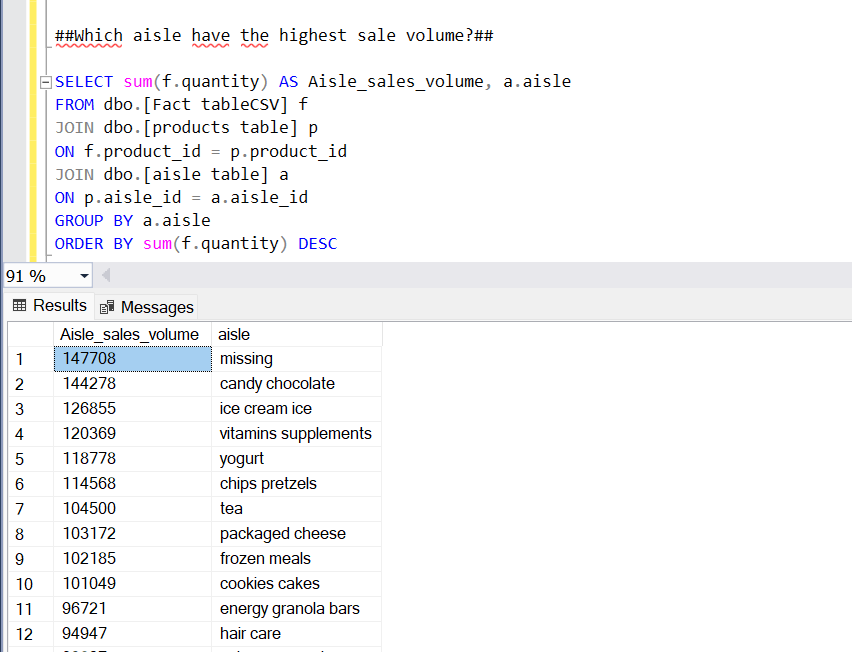 ##Which aisle have the highest sale volume?##
SELECT sum(f.quantity) AS Aisle_sales_volume, a.aisle
FROM dbo.[Fact tableCSV] f
JOIN dbo.[products table] p
ON f.product_id = p.product_id
JOIN dbo.[aisle table] a
ON p.aisle_id = a.aisle_id
GROUP BY a.aisle
ORDER BY sum(f.quantity) DESC
91 %
Results Messages
Aisle_sales_volume aisle
1 147708 missing
2 144278 candy chocolate
3 126855 ice cream ice
4 120369 vitamins supplements
5 118778 yogurt
6 114568 chips pretzels
7 104500 tea
8 103172 packaged cheese
9 102185 frozen meals
10 101049 cookies cakes
11 96721 energy granola bars
12 94947 hair care